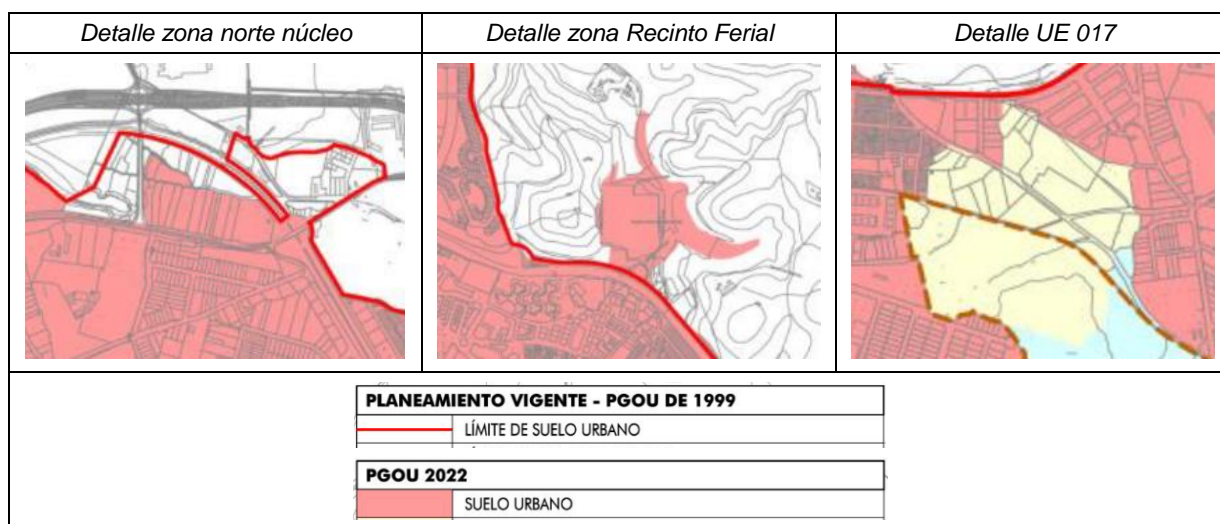 Detalle zona norte núcleo
Detalle zona Recinto Ferial
Detalle UE 017
PLANEAMIENTO VIGENTE - PGOU DE 1999
LÍMITE DE SUELO URBANO
PGOU 2022
SUELO URBANO